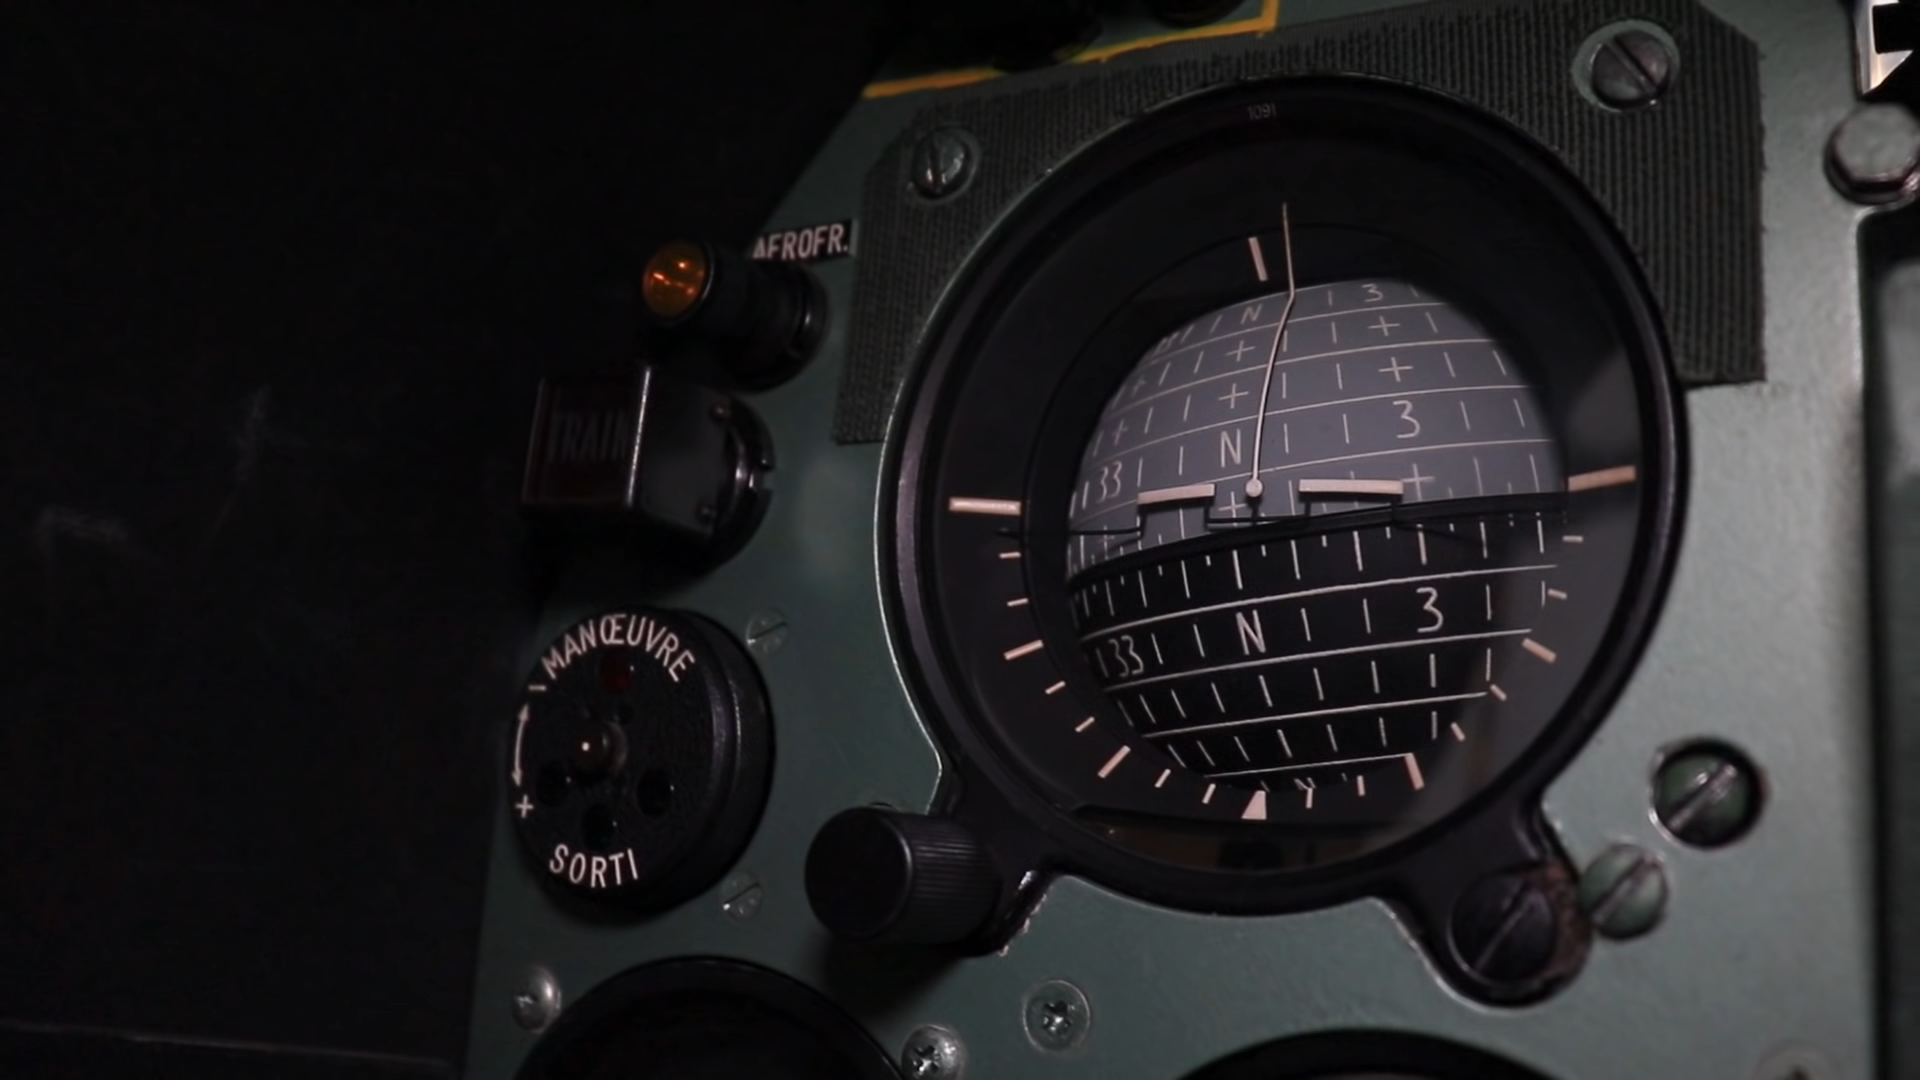 1091
AEROFR.
TRAIN
N 3
33 N 3
33 N 3
MANŒUVRE
- +
SORTI